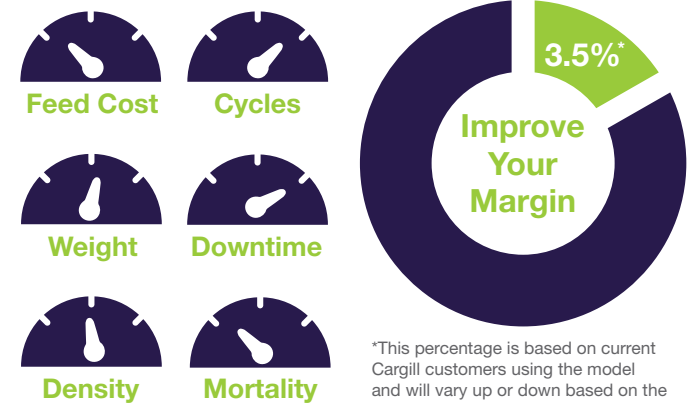 Feed Cost
Cycles
Weight
Downtime
Density
Mortality
3.5%*
Improve
Your
Margin
*This percentage is based on current
Cargill customers using the model
and will vary up or down based on the